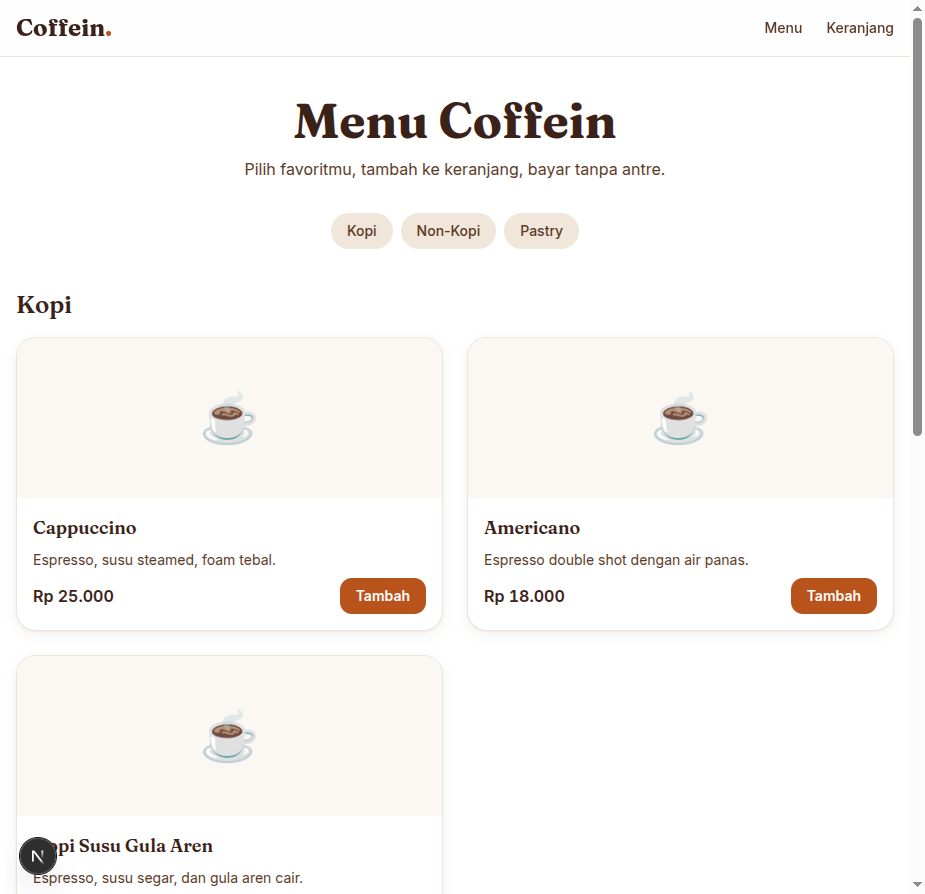 Coffein.
Menu Keranjang
Menu Coffein
Pilih favoritmu, tambah ke keranjang, bayar tanpa antre.
Kopi Non-Kopi Pastry
Kopi
Cappuccino
Espresso, susu steamed, foam tebal.
Rp 25.000 Tambah
Americano
Espresso double shot dengan air panas.
Rp 18.000 Tambah
Kopi Susu Gula Aren
Espresso, susu segar, dan gula aren cair.
N